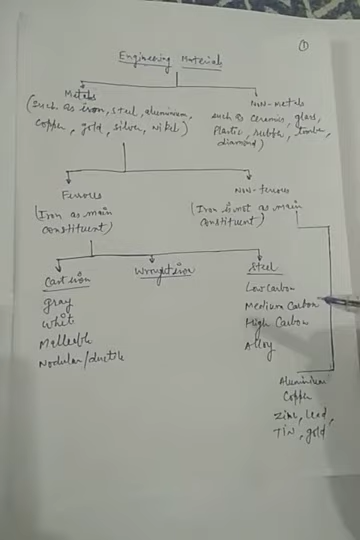 ①
Engineering Materials
Metals
(such as iron, steel, aluminium,
copper, gold, silver, nikel)
Non-metals
such as ceramics, glass,
Plastic, rubber,
diamond)
Ferrous
(Iron as main
constituent)
Non-ferrous
(Iron is not as main
constituent)
Cast iron
gray
White
Malleable
Nodular/ductile
Wrought iron
Steel
Low Carbon
Medium Carbon
High Carbon
Alloy
Aluminium
Copper
Zinc, lead,
TIN, gold